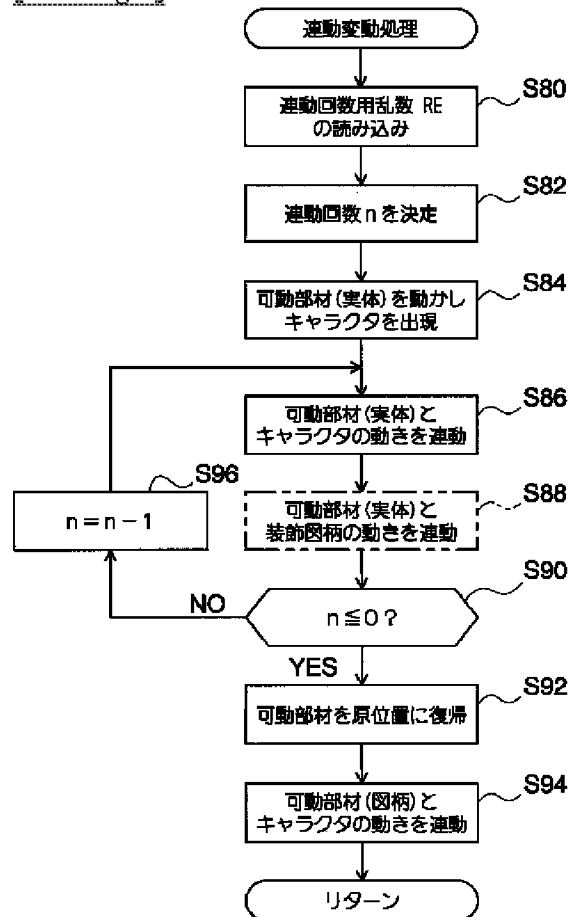 連動変動処理
S80
連動回数用乱数 RE
の読み込み
S82
連動回数nを決定
S84
可動部材(実体)を動かし
キャラクタを出現
S86
可動部材(実体)と
キャラクタの動きを連動
S96
n=n-1
S88
可動部材(実体)と
装飾図柄の動きを連動
S90
n≦0?
NO
YES
S92
可動部材を原位置に復帰
S94
可動部材(図柄)と
キャラクタの動きを連動
リターン